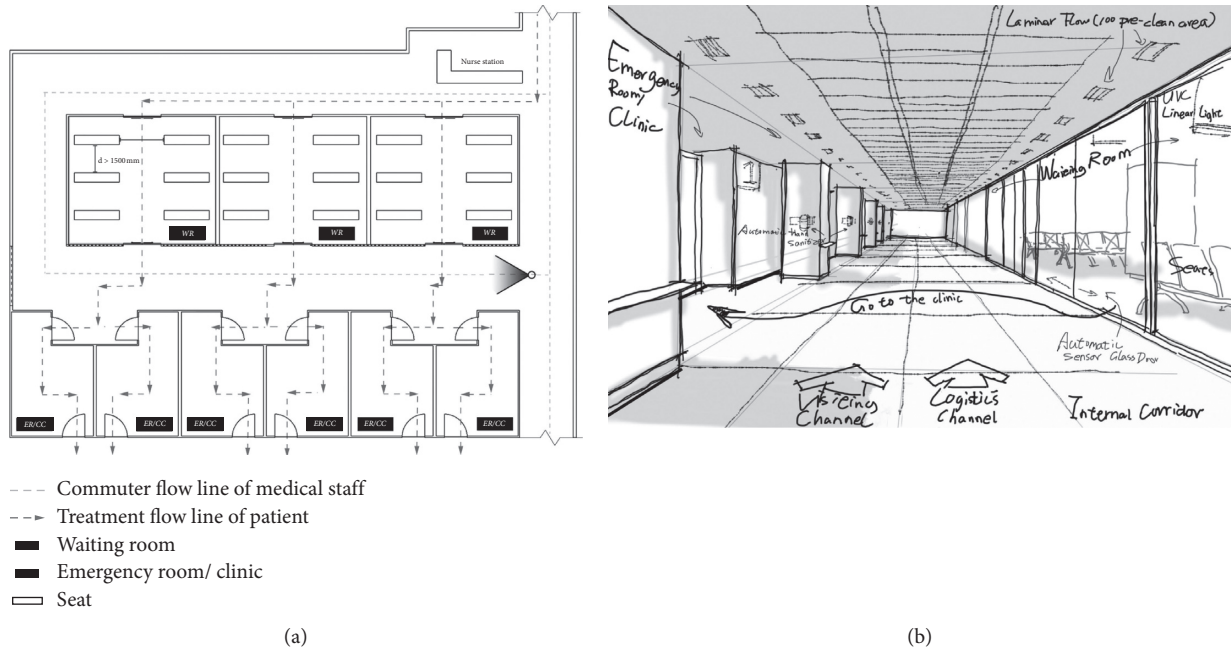 Nurse station
d > 1500 mm
WR
WR
WR
ER/CC
ER/CC
ER/CC
ER/CC
ER/CC
ER/CC
Commuter flow line of medical staff
Treatment flow line of patient
Waiting room
Emergency room/ clinic
Seat
(a)
Laminar Flow (100 pre-clean area)
Emergency
Room/
Clinic
UVC
Linear Light
Waiting Room
Automatic Hand
Sanitizer
Seats
Go to the clinic
Automatic
Sensor Glass Door
Visiting
Channel
Logistics
Channel
Internal Corridor
(b)